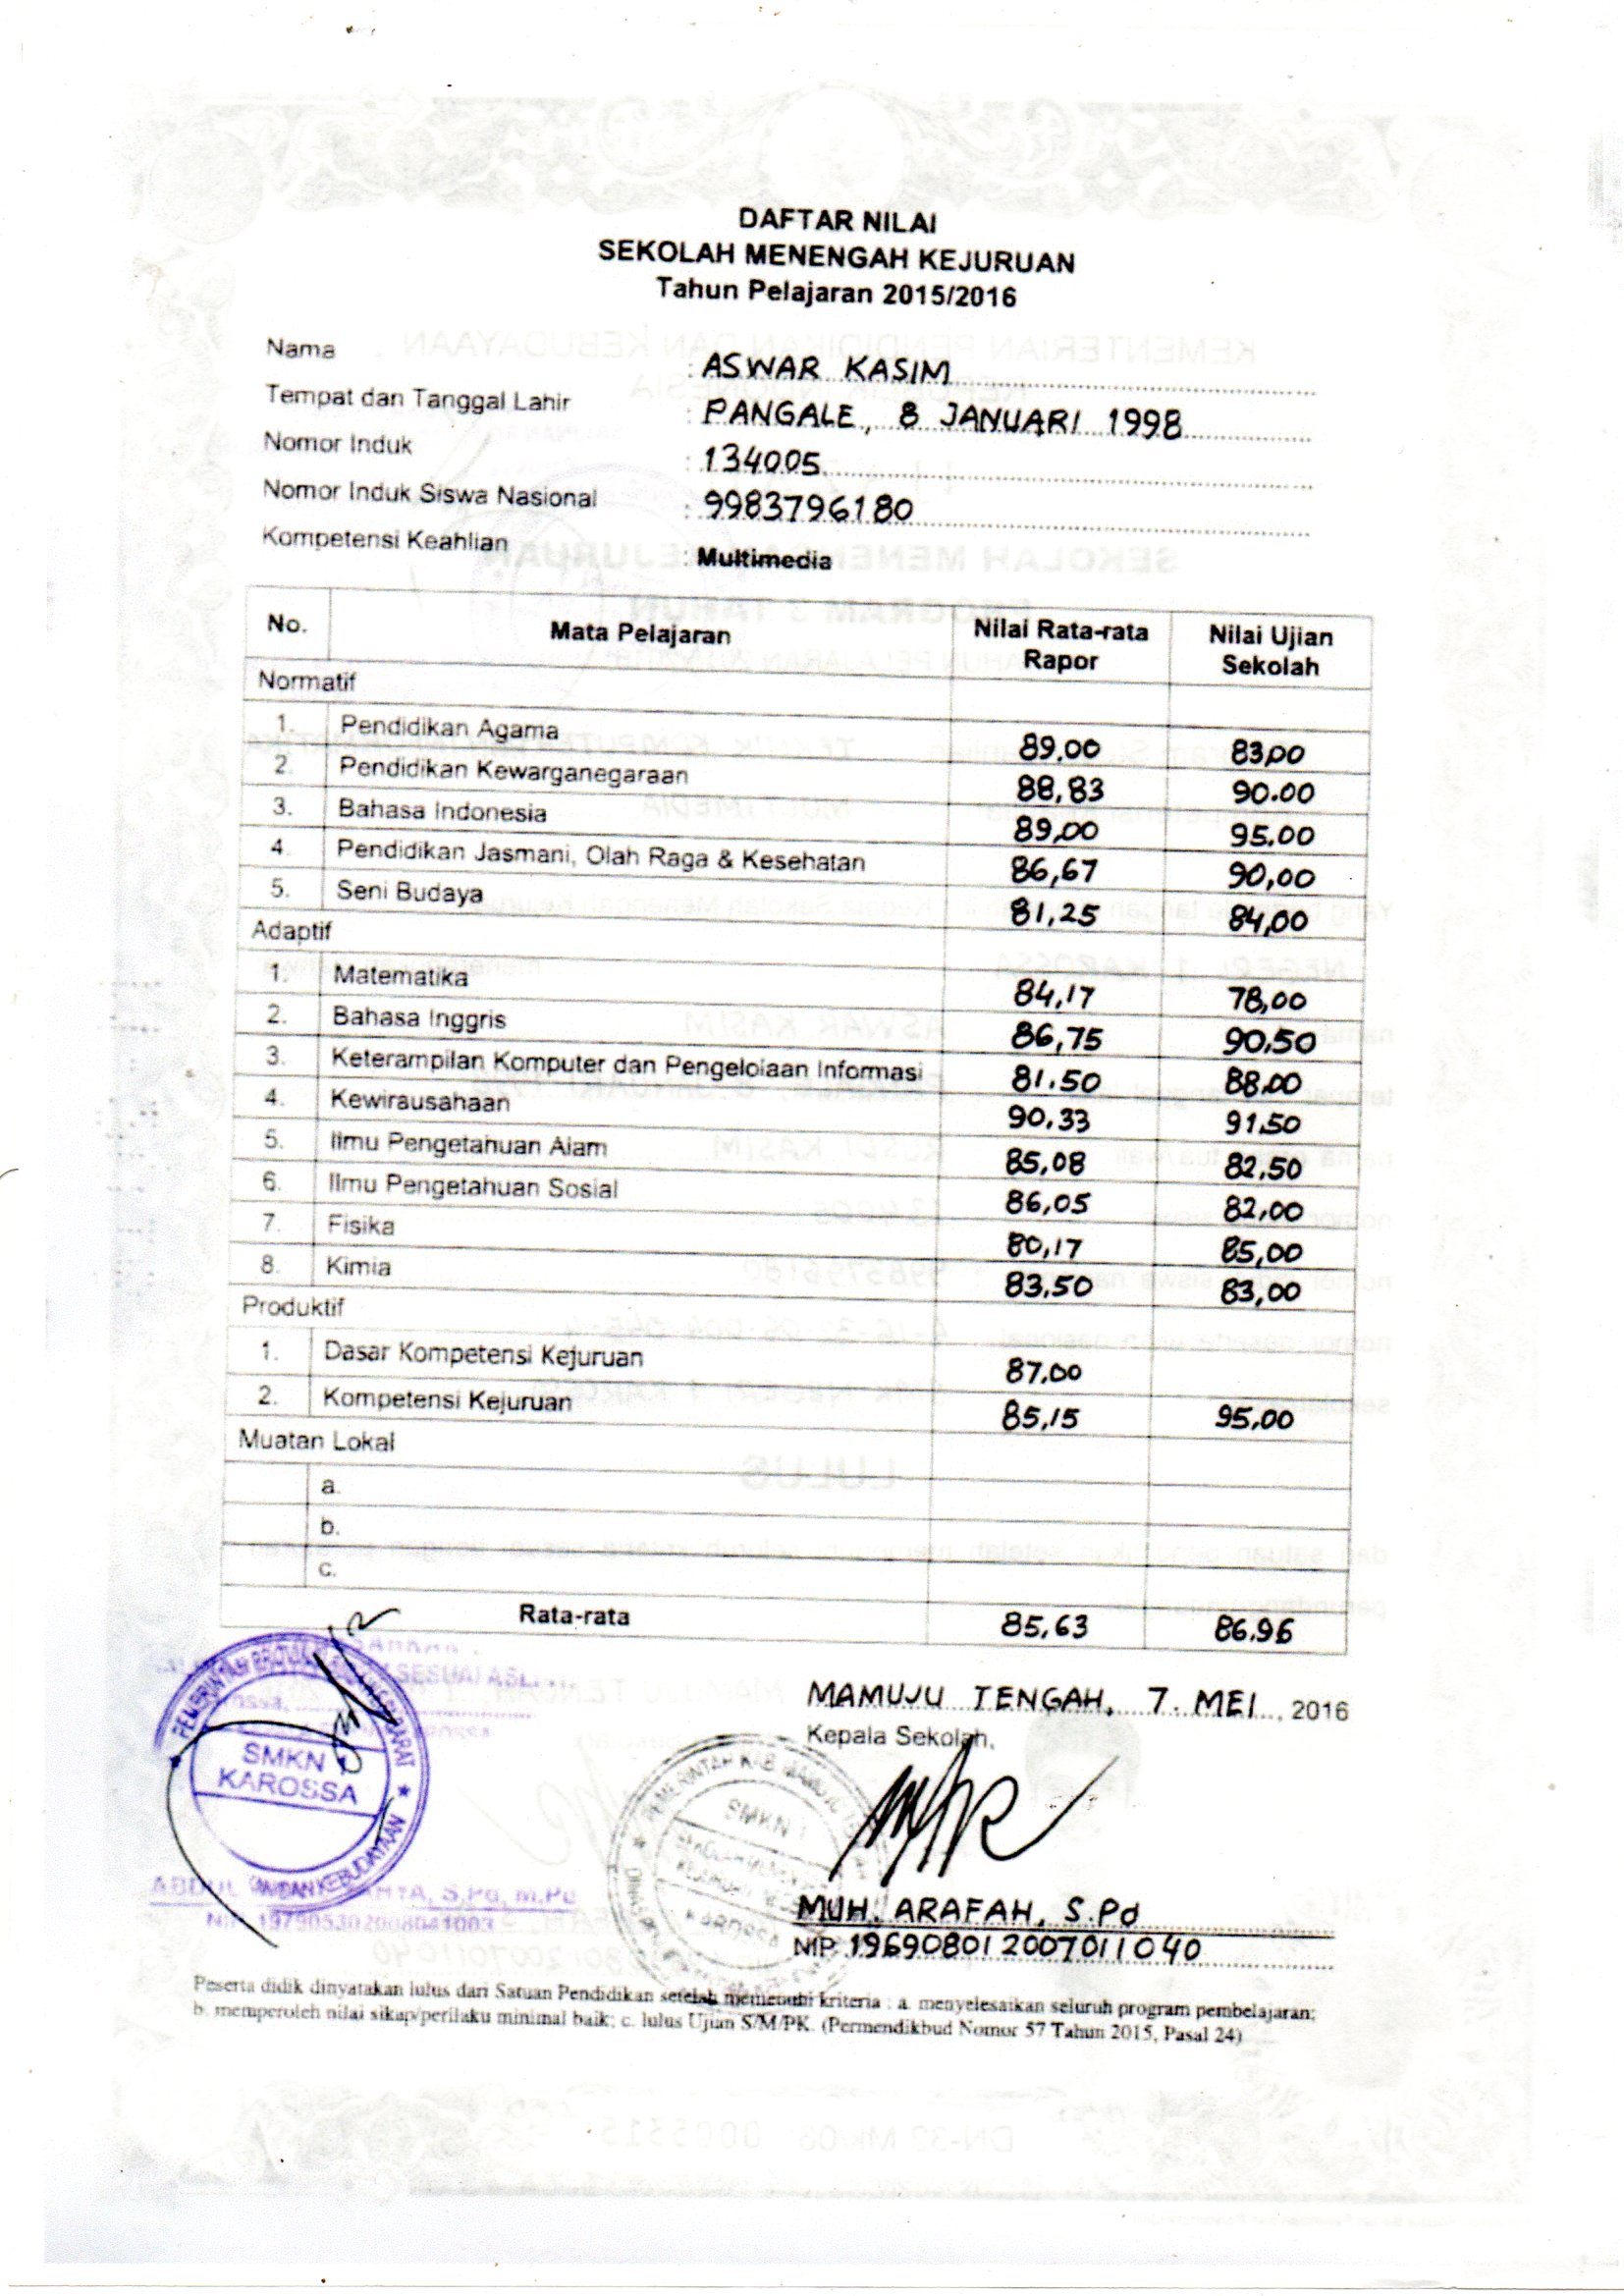 DAFTAR NILAI
SEKOLAH MENENGAH KEJURUAN
Tahun Pelajaran 2015/2016
Nama : ASWAR KASIM
Tempat dan Tanggal Lahir : PANGALE, 8 JANUARI 1998
Nomor Induk : 134005
Nomor Induk Siswa Nasional : 9983796180
Kompetensi Keahlian : Multimedia
No. Mata Pelajaran Nilai Rata-rata Rapor Nilai Ujian Sekolah
Normatif
1. Pendidikan Agama 89.00 83,00
2. Pendidikan Kewarganegaraan 88,83 90.00
3. Bahasa Indonesia 89,00 95.00
4. Pendidikan Jasmani, Olah Raga & Kesehatan 86,67 90,00
5. Seni Budaya 81,25 84,00
Adaptif
1. Matematika 84,17 78,00
2. Bahasa Inggris 86,75 90.50
3. Keterampilan Komputer dan Pengelolaan Informasi 81.50 88.00
4. Kewirausahaan 90.33 91.50
5. Ilmu Pengetahuan Alam 85,08 82,50
6. Ilmu Pengetahuan Sosial 86,05 82,00
7. Fisika 80,17 85,00
8. Kimia 83,50 83,00
Produktif
1. Dasar Kompetensi Kejuruan 87.00
2. Kompetensi Kejuruan 85,15 95.00
Muatan Lokal
a.
b.
c.
Rata-rata 85,63 86.96
MAMUJU TENGAH, 7. MEI, 2016
Kepala Sekolah,
SESUAI ASLI
SMKN 1
KAROSSA
SMKN 1
KAROSSA
S.Pd, M.Pd
MUH. ARAFAH, S.Pd
NIP. 196908012007011040
Peserta didik dinyatakan lulus dari Satuan Pendidikan setelah memenuhi kriteria : a. menyelesaikan seluruh program pembelajaran;
b. memperoleh nilai sikap/perilaku minimal baik; c. lulus Ujian S/M/PK. (Permendikbud Nomor 57 Tahun 2015, Pasal 24)